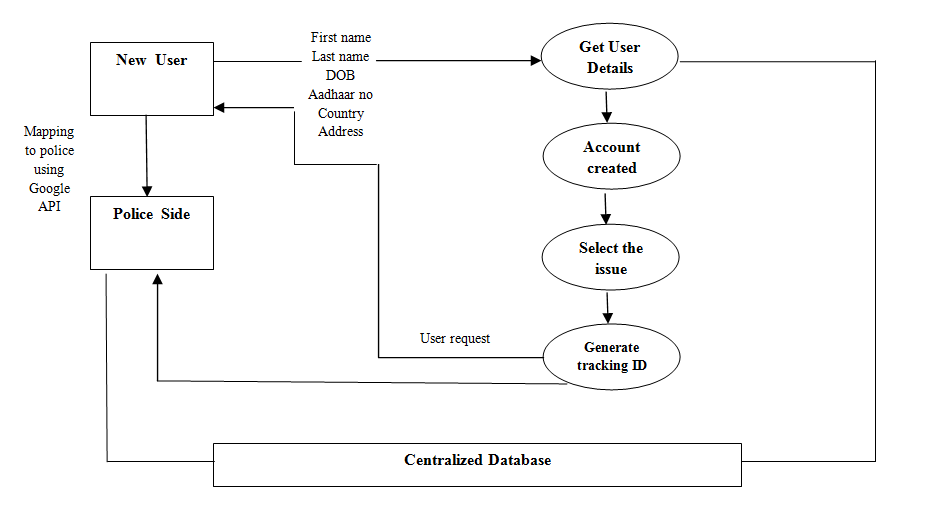 New User
First name
Last name
DOB
Aadhaar no
Country
Address
Get User
Details
Mapping
to police
using
Google
API
Account
created
Police Side
Select the
issue
User request
Generate
tracking ID
Centralized Database